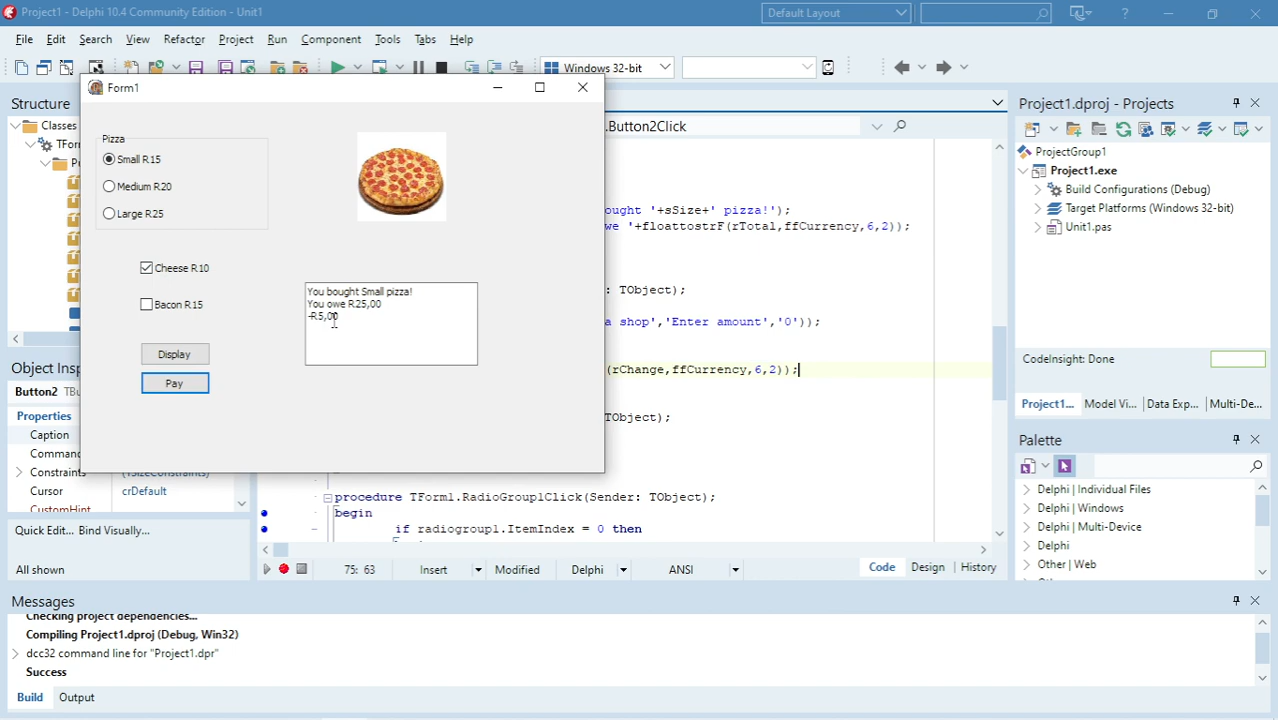 Project1 - Delphi 10.4 Community Edition - Unit1
Default Layout
File Edit Search View Refactor Project Run Component Tools Tabs Help
Windows 32-bit
Structure
Classes
Form1
Pizza
Small R15
Medium R20
Large R25
Cheese R10
Bacon R15
You bought Small pizza!
You owe R25,00
-R5,00
Display
Pay
.Button2Click
ought '+sSize+' pizza!');
we '+floattostrF(rTotal,ffCurrency,6,2));
: TObject);
a shop','Enter amount','0'));
(rChange,ffCurrency,6,2));
TObject);
procedure TForm1.RadioGroup1Click(Sender: TObject);
begin
if radiogroup1.ItemIndex = 0 then
75: 63
Insert
Modified
Delphi
ANSI
Code Design History
Object Insp
Button2
Properties
Caption
Constraints
Cursor crDefault
Quick Edit... Bind Visually...
All shown
Project1.dproj - Projects
ProjectGroup1
Project1.exe
Build Configurations (Debug)
Target Platforms (Windows 32-bit)
Unit1.pas
CodeInsight: Done
Project1... Model Vi... Data Exp... Multi-De...
Palette
Delphi | Individual Files
Delphi | Windows
Delphi | Multi-Device
Delphi
Other | Web
Messages
Checking project dependencies...
Compiling Project1.dproj (Debug, Win32)
dcc32 command line for "Project1.dpr"
Success
Build Output